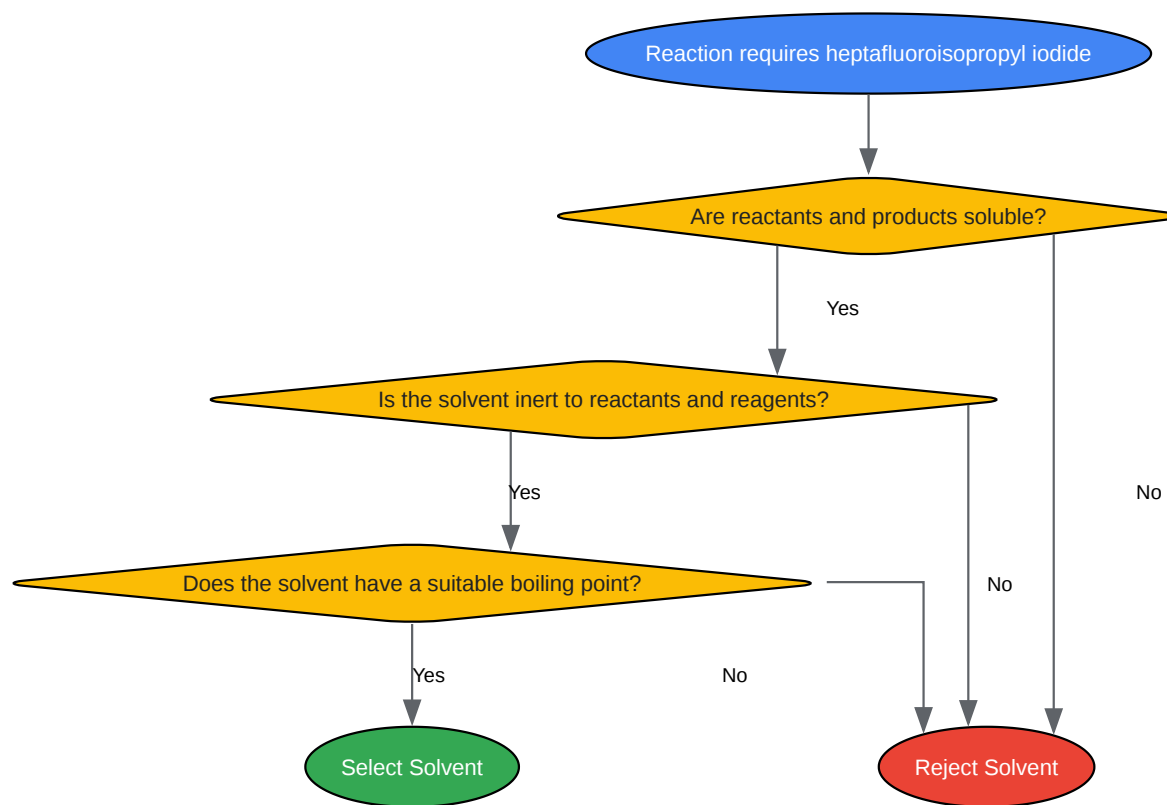 Reaction requires heptafluoroisopropyl iodide
Are reactants and products soluble?
Yes
Is the solvent inert to reactants and reagents?
Yes
No
Does the solvent have a suitable boiling point?
No
Yes
No
Select Solvent
Reject Solvent